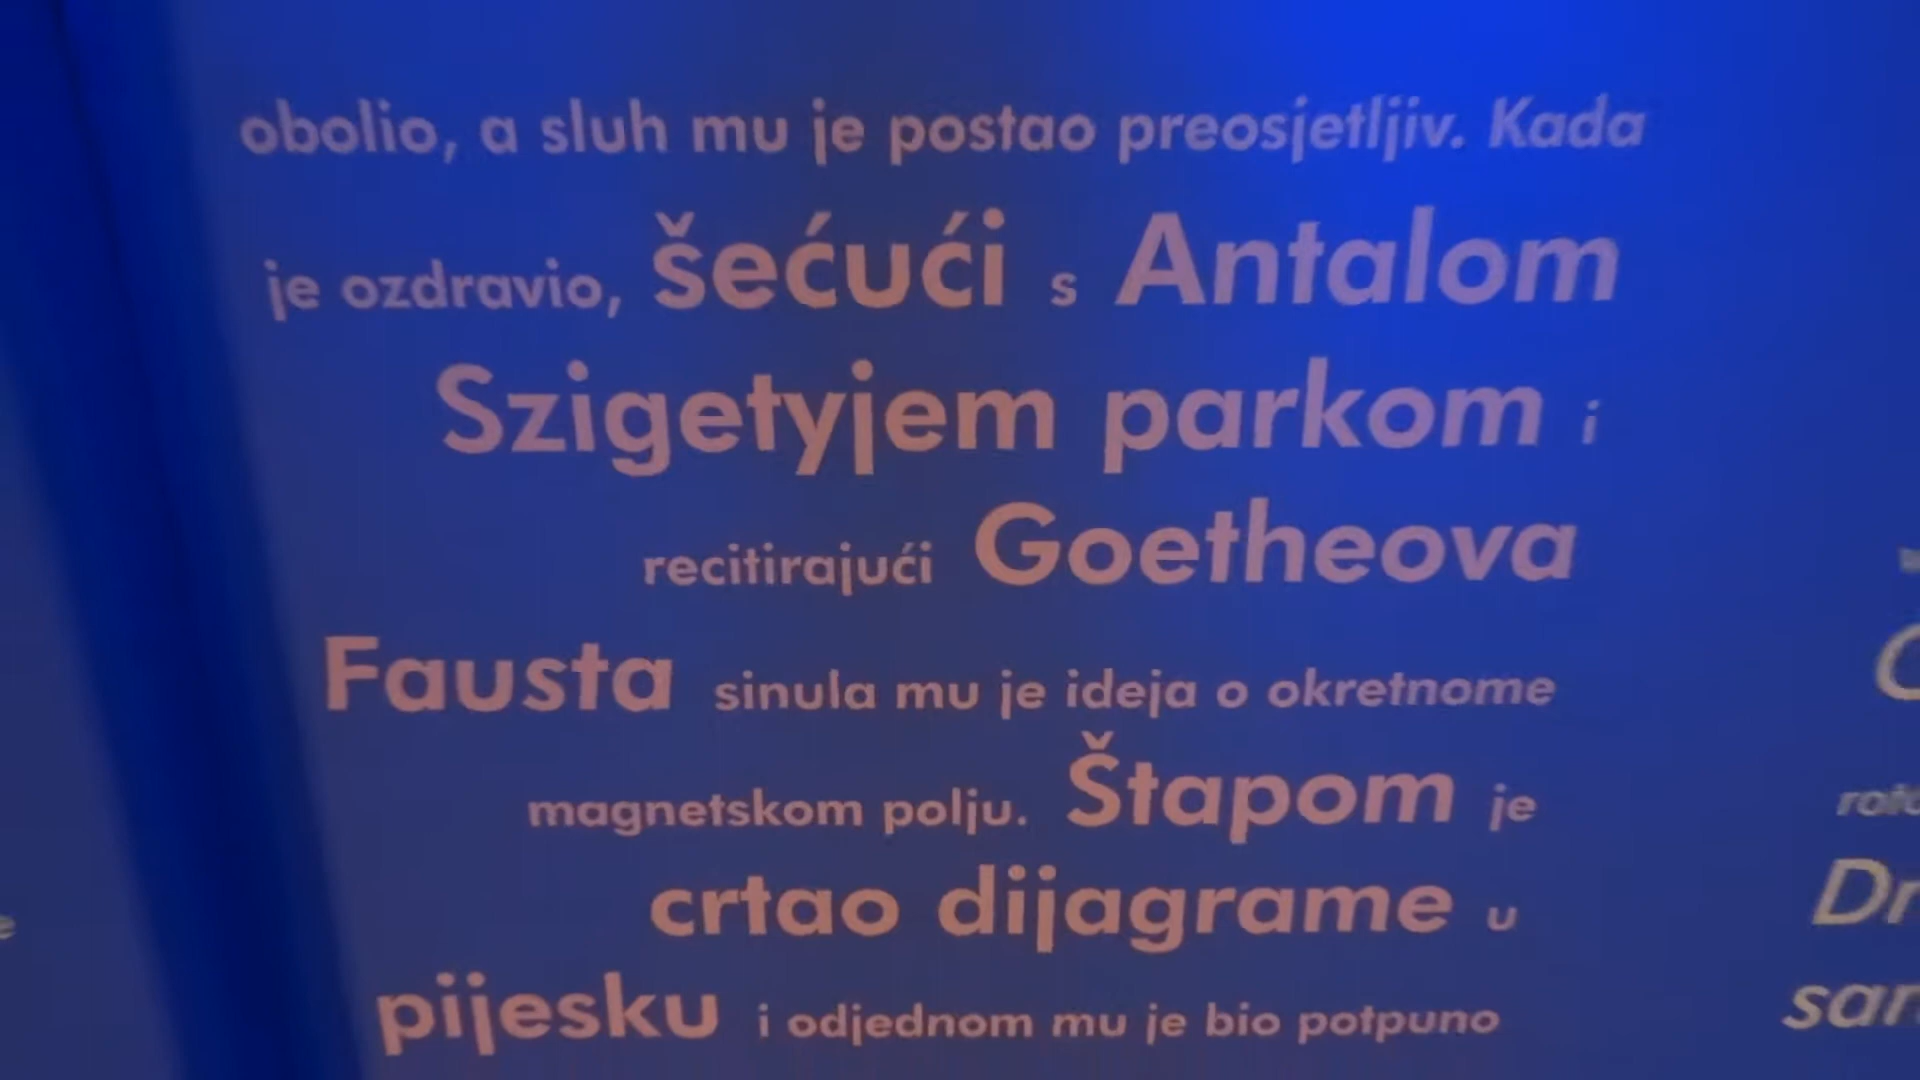 obolio, a sluh mu je postao preosjetljiv. Kada
je ozdravio, šećući s Antalom
Szigetyjem parkom i
recitirajući Goetheova
Fausta sinula mu je ideja o okretnome
magnetskom polju. Štapom je
crtao dijagrame u
pijesku i odjednom mu je bio potpuno